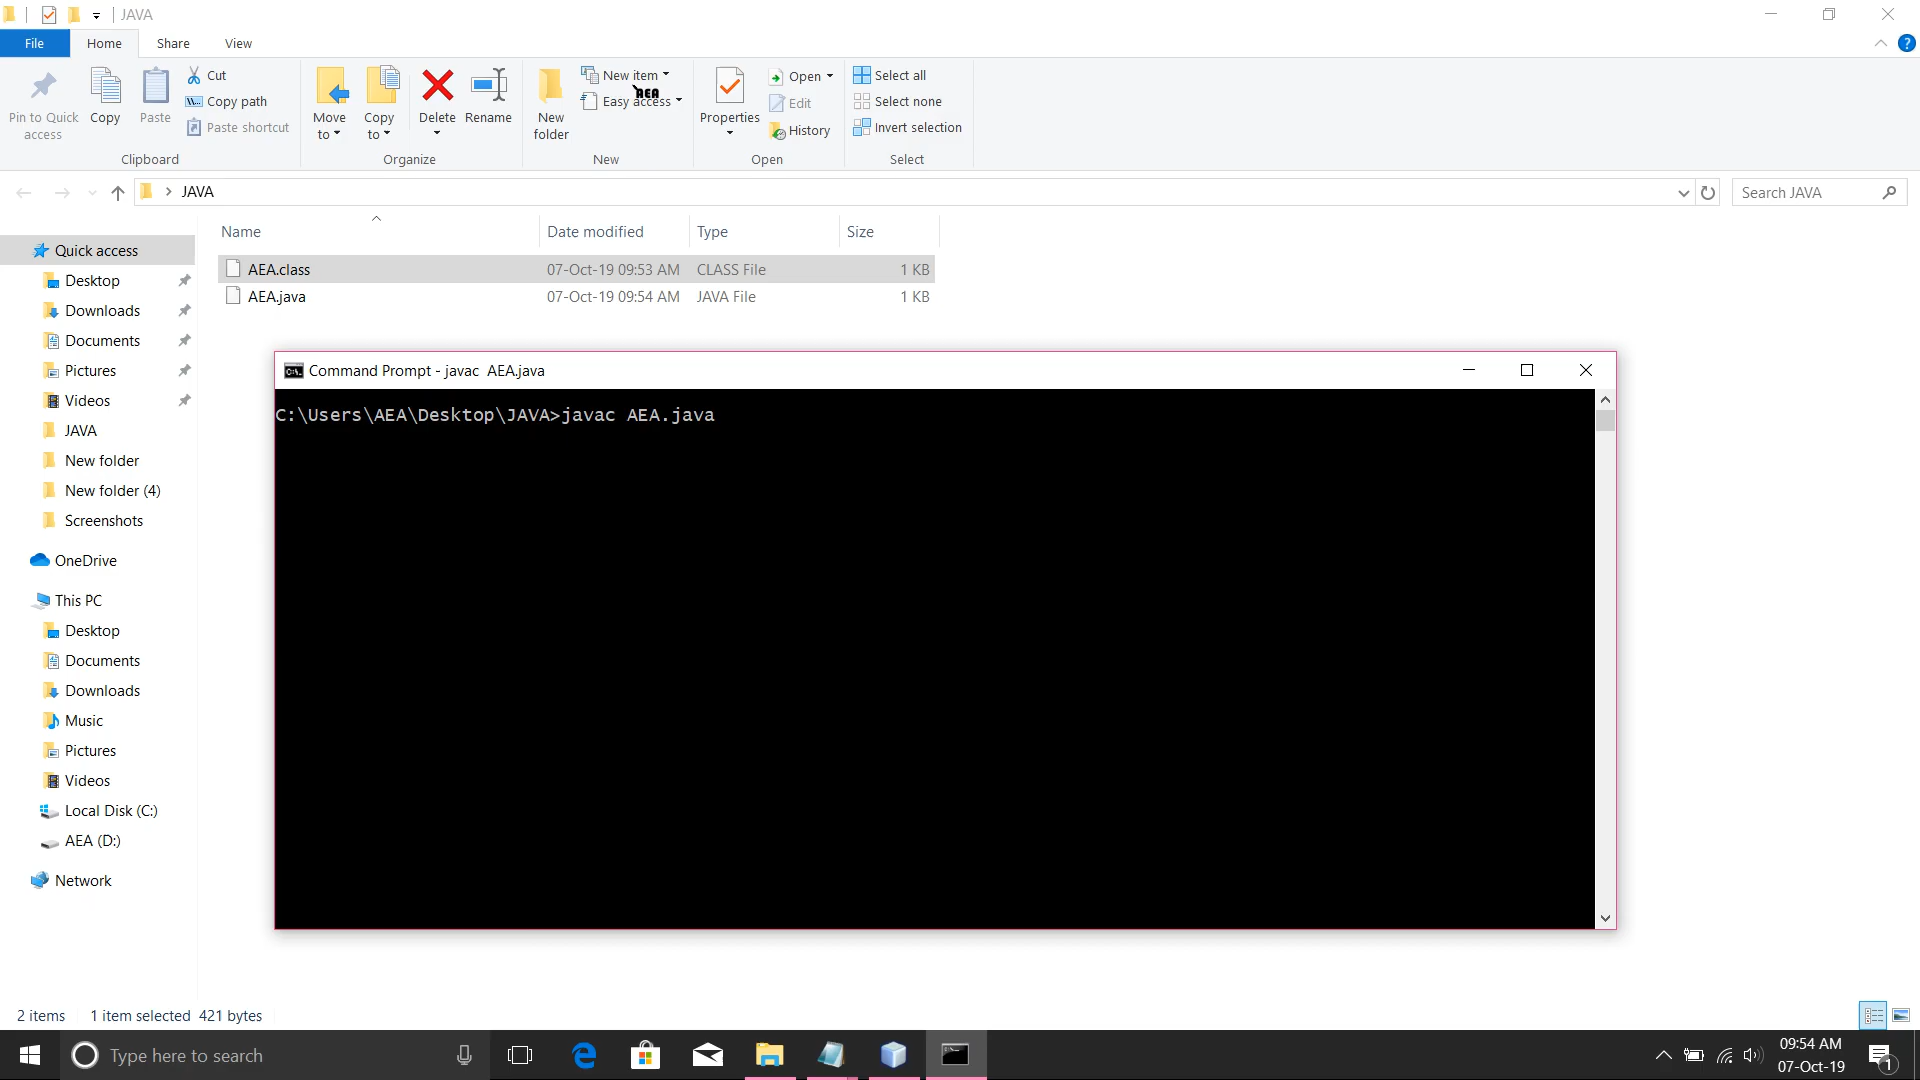 JAVA
File Home Share View
Pin to Quick access
Copy
Paste
Cut
Copy path
Paste shortcut
Clipboard
Move to
Copy to
Delete
Rename
Organize
New folder
New item
AEA
Easy access
New
Properties
Open
Edit
History
Open
Select all
Select none
Invert selection
Select
JAVA
Search JAVA
Name Date modified Type Size
AEA.class 07-Oct-19 09:53 AM CLASS File 1 KB
AEA.java 07-Oct-19 09:54 AM JAVA File 1 KB
Quick access
Desktop
Downloads
Documents
Pictures
Videos
JAVA
New folder
New folder (4)
Screenshots
OneDrive
This PC
Desktop
Documents
Downloads
Music
Pictures
Videos
Local Disk (C:)
AEA (D:)
Network
Command Prompt - javac  AEA.java
C:\Users\AEA\Desktop\JAVA>javac AEA.java
2 items 1 item selected 421 bytes
Type here to search
09:54 AM
07-Oct-19
1